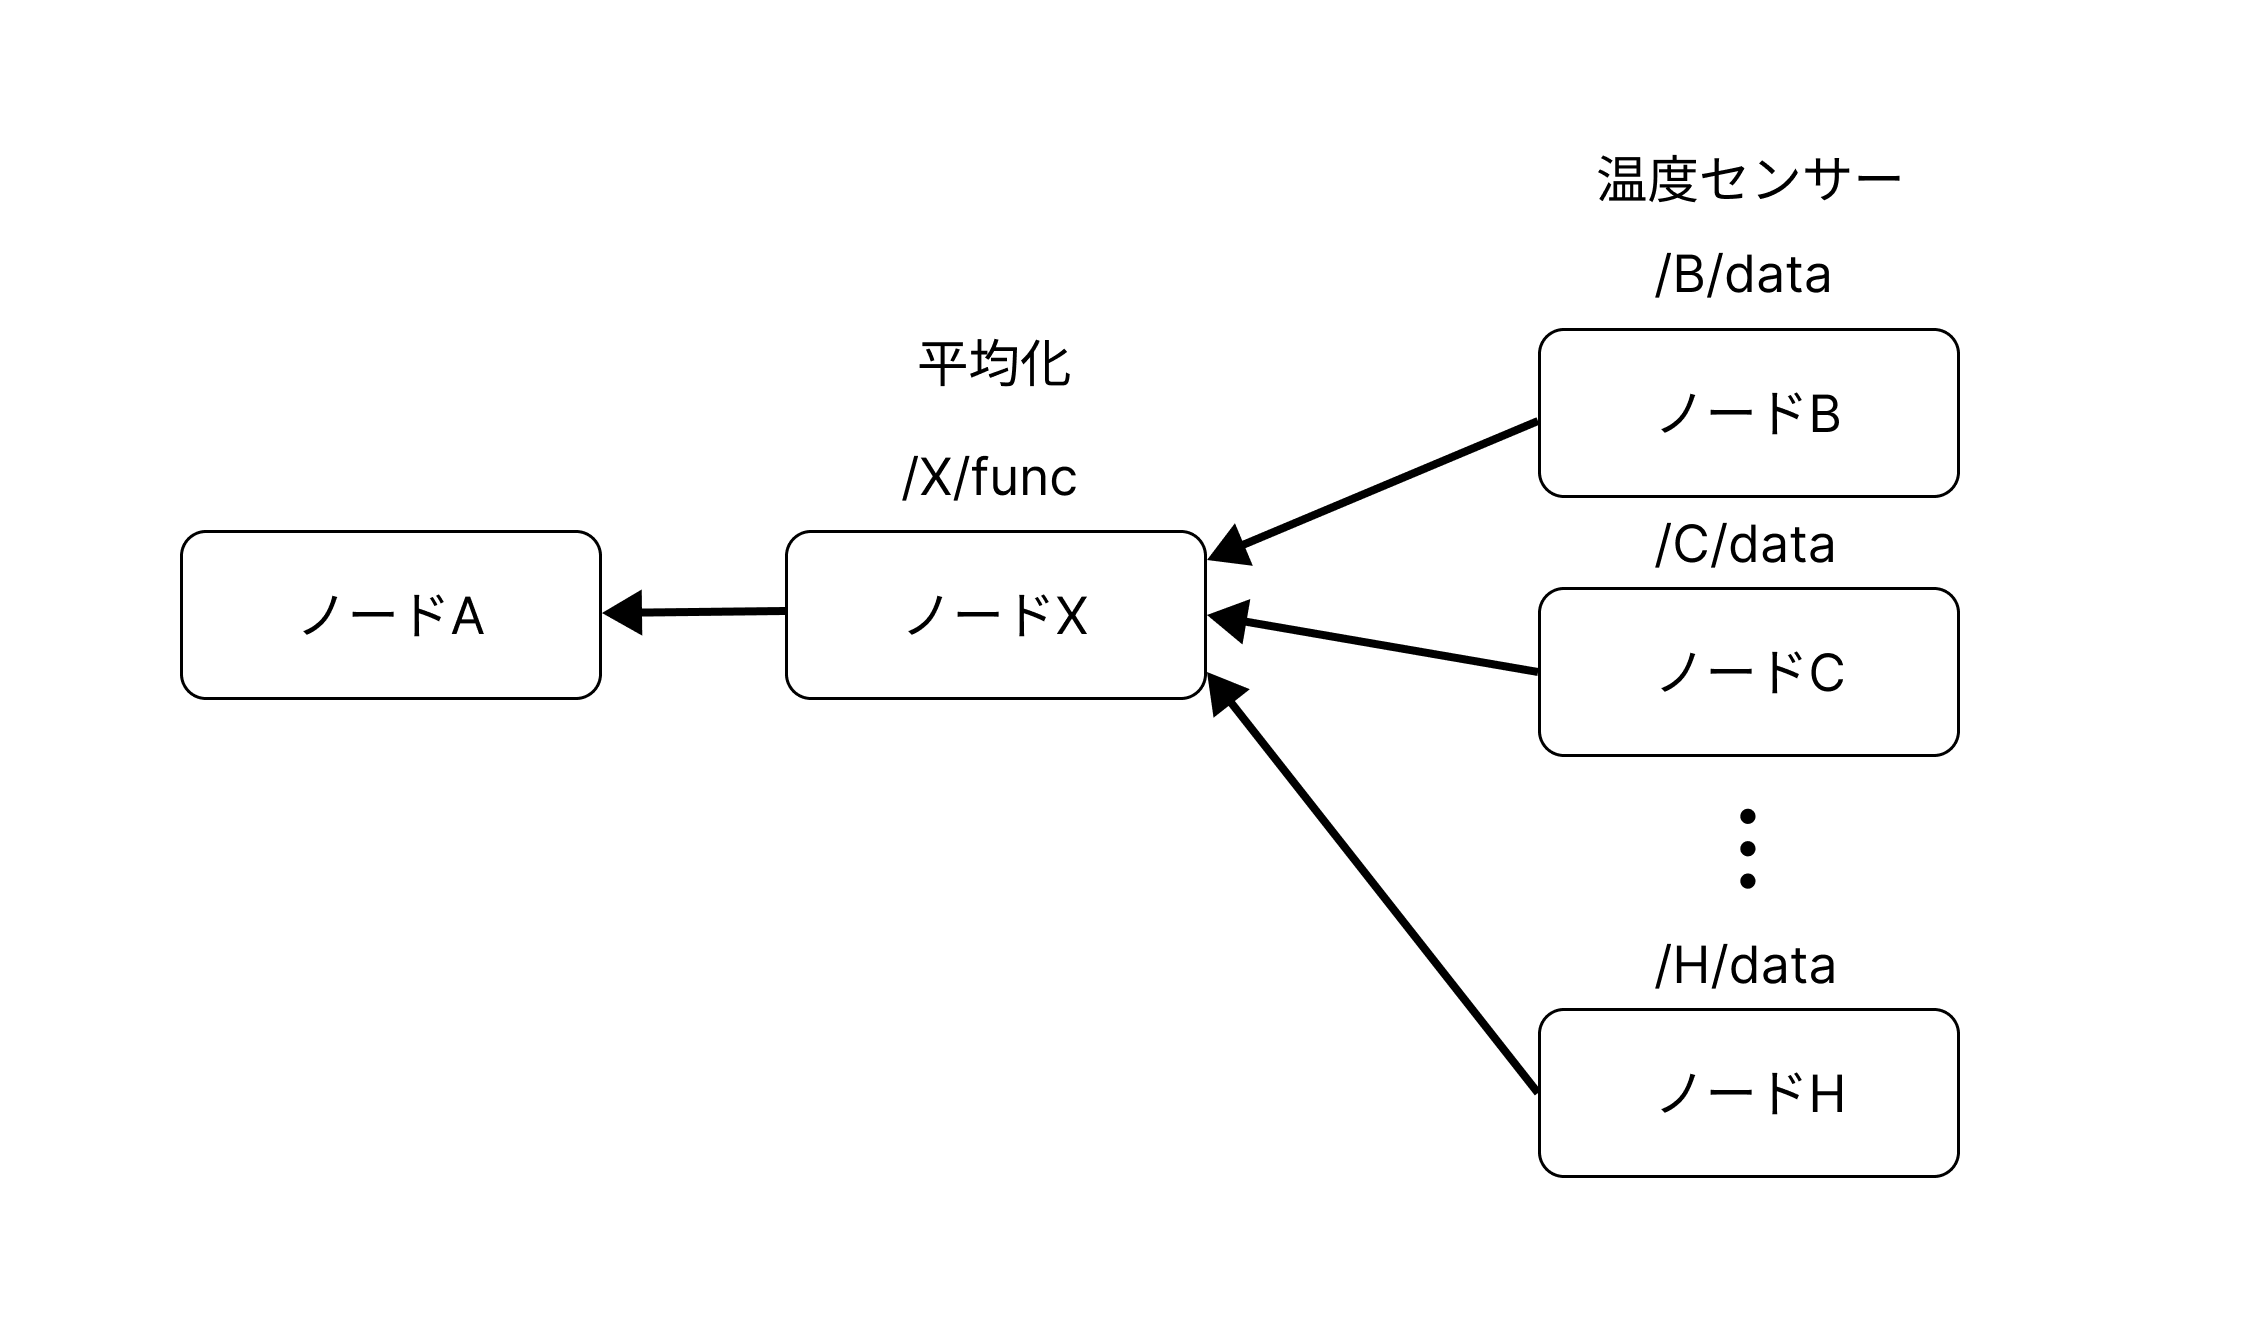 温度センサー
/B/data
ノードB
平均化
/X/func
ノードA
ノードX
/C/data
ノードC
/H/data
ノードH